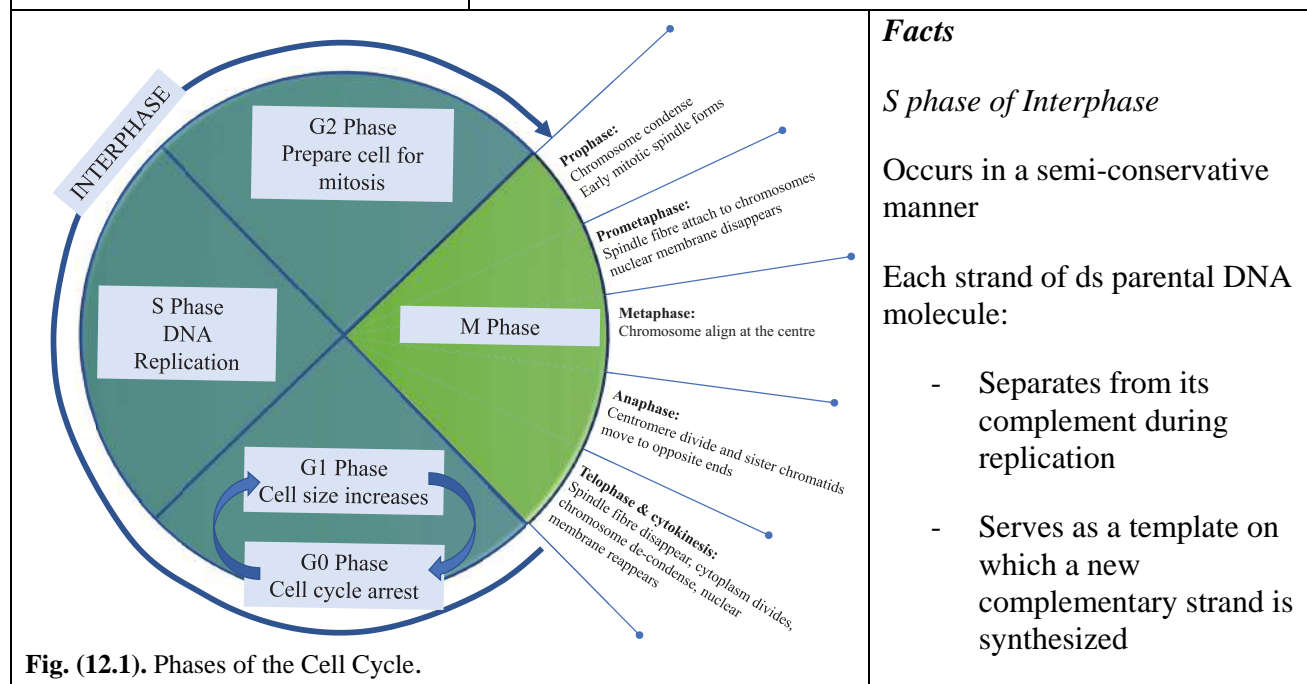 INTERPHASE
G2 Phase
Prepare cell for
mitosis
S Phase
DNA
Replication
G1 Phase
Cell size increases
G0 Phase
Cell cycle arrest
M Phase
Prophase:
Chromosome condense
Early mitotic spindle forms
Prometaphase:
Spindle fibre attach to chromosomes
nuclear membrane disappears
Metaphase:
Chromosome align at the centre
Anaphase:
Centromere divide and sister chromatids
move to opposite ends
Telophase & cytokinesis:
Spindle fibre disappear, cytoplasm divides,
chromosome de-condense, nuclear
membrane reappears
Fig. (12.1). Phases of the Cell Cycle.
Facts
S phase of Interphase
Occurs in a semi-conservative
manner
Each strand of ds parental DNA
molecule:
- Separates from its
complement during
replication
- Serves as a template on
which a new
complementary strand is
synthesized